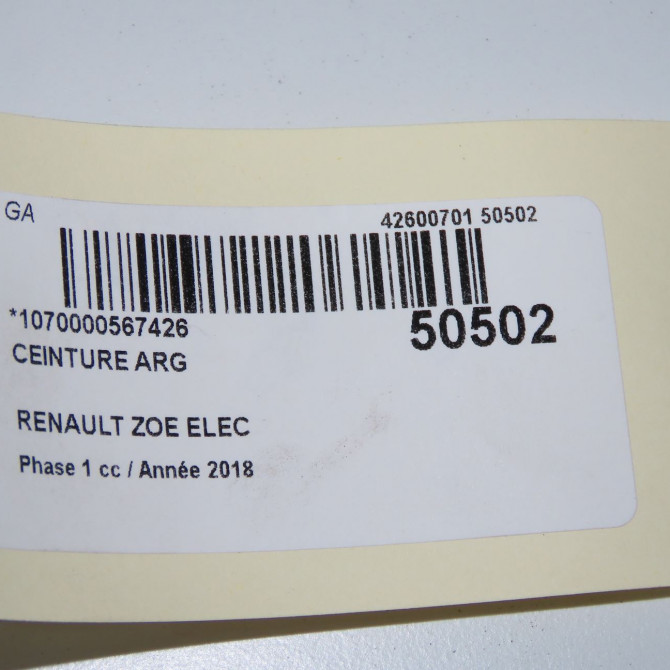 GA
42600701 50502
*1070000567426
50502
CEINTURE ARG
RENAULT ZOE ELEC
Phase 1 cc / Année 2018